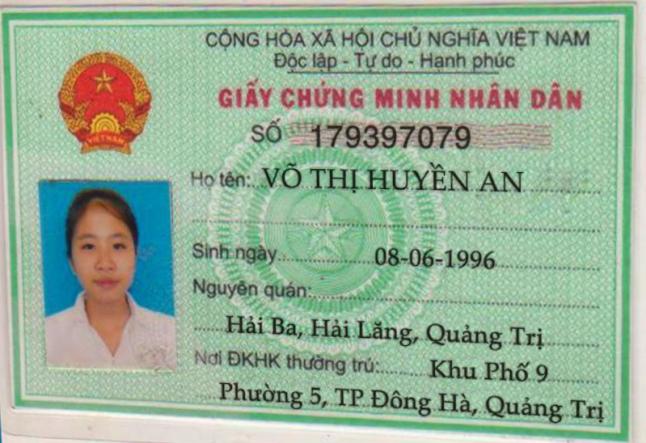 CỘNG HÒA XÃ HỘI CHỦ NGHĨA VIỆT NAM
Độc lập - Tự do - Hạnh phúc
GIẤY CHỨNG MINH NHÂN DÂN
SỐ 179397079
Họ tên: VÕ THỊ HUYỀN AN
Sinh ngày 08-06-1996
Nguyên quán:
Hải Ba, Hải Lăng, Quảng Trị
Nơi ĐKHK thường trú: Khu Phố 9
Phường 5, TP Đông Hà, Quảng Trị
VIỆT NAM